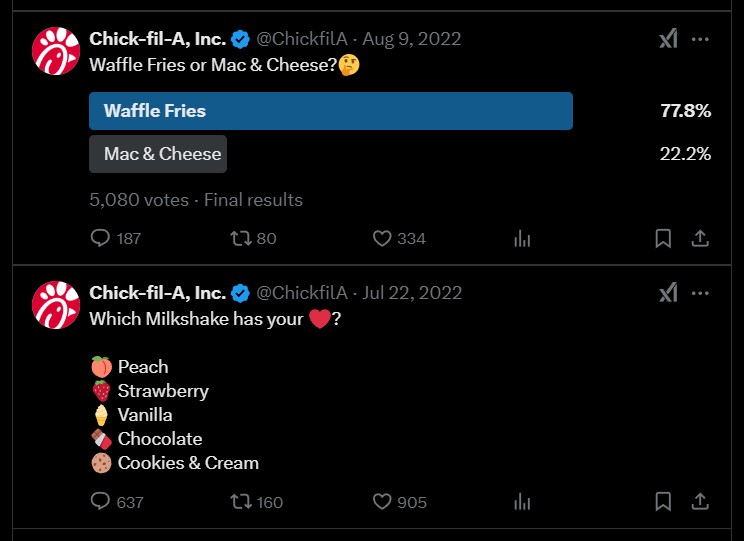 Chick-fil-A, Inc. @ChickfilA · Aug 9, 2022
Waffle Fries or Mac & Cheese?🤔
Waffle Fries 77.8%
Mac & Cheese 22.2%
5,080 votes · Final results
187 80 334
Chick-fil-A, Inc. @ChickfilA · Jul 22, 2022
Which Milkshake has your ❤️?
🍑 Peach
🍓 Strawberry
🍦 Vanilla
🍫 Chocolate
🍪 Cookies & Cream
637 160 905